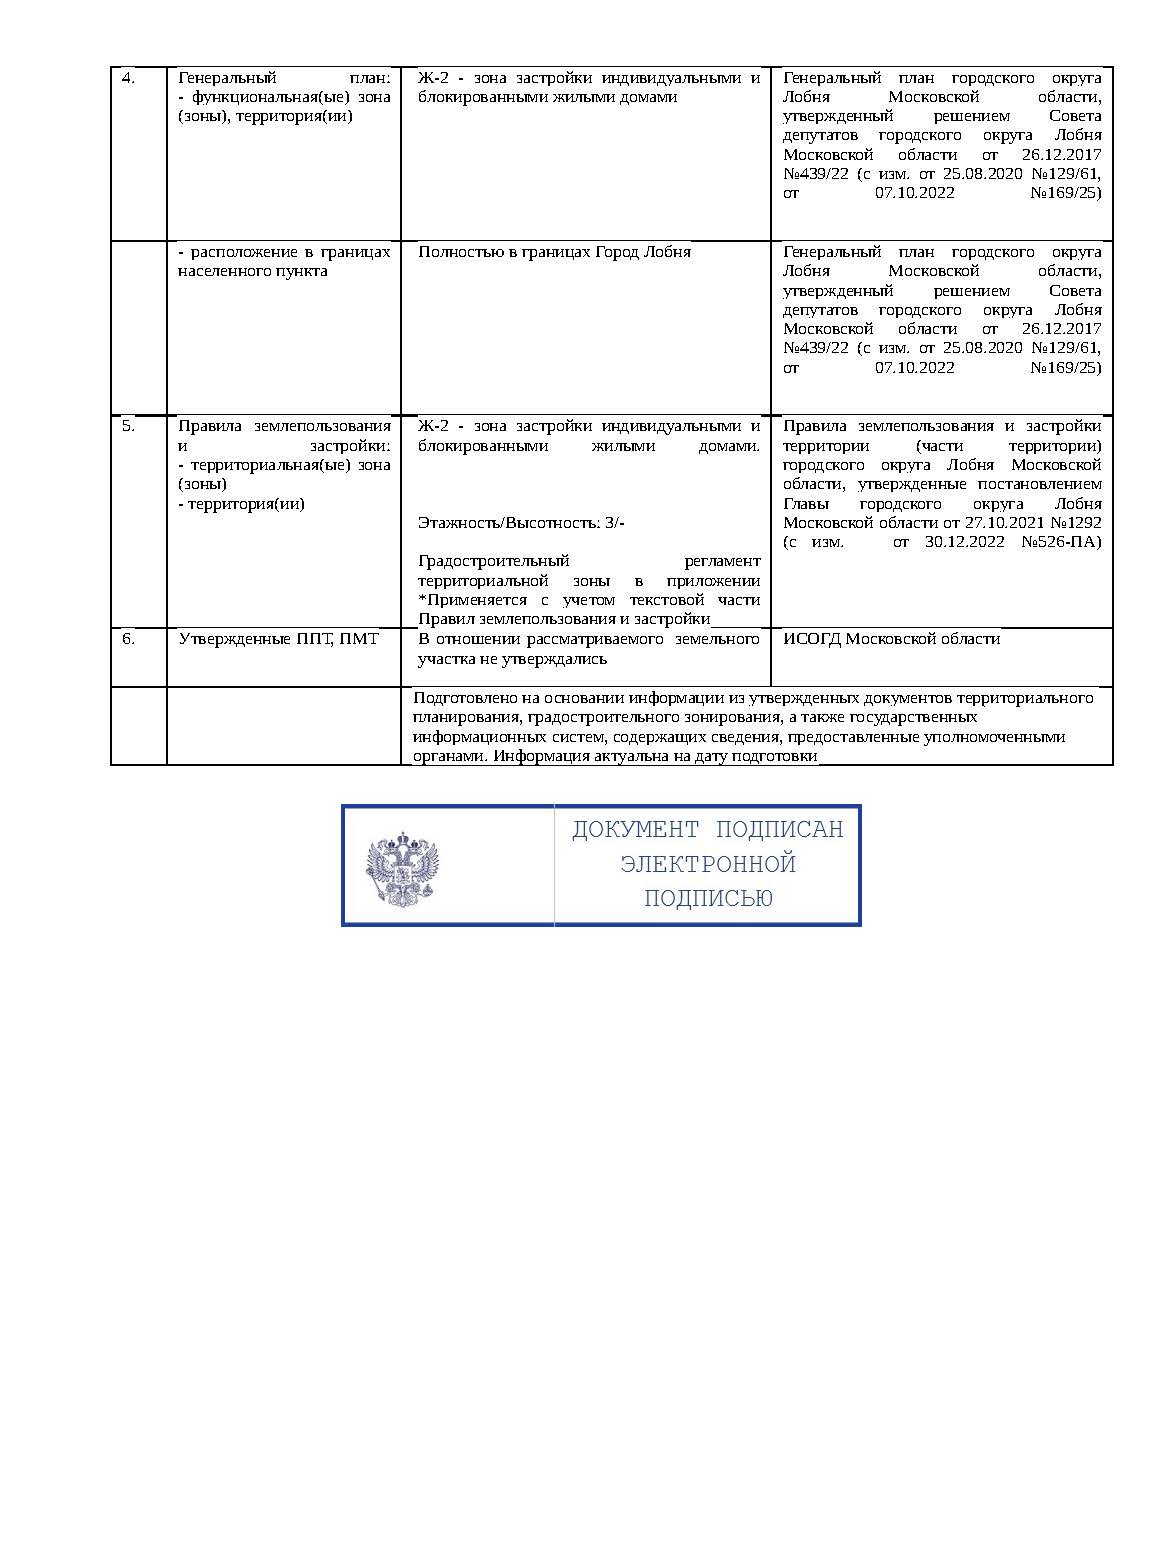 4.
Генеральный план:
- функциональная(ые) зона
(зоны), территория(ии)
Ж-2 - зона застройки индивидуальными и
блокированными жилыми домами
Генеральный план городского округа
Лобня Московской области,
утвержденный решением Совета
депутатов городского округа Лобня
Московской области от 26.12.2017
№439/22 (с изм. от 25.08.2020 №129/61,
от 07.10.2022 №169/25)
- расположение в границах
населенного пункта
Полностью в границах Город Лобня
Генеральный план городского округа
Лобня Московской области,
утвержденный решением Совета
депутатов городского округа Лобня
Московской области от 26.12.2017
№439/22 (с изм. от 25.08.2020 №129/61,
от 07.10.2022 №169/25)
5.
Правила землепользования
и застройки:
- территориальная(ые) зона
(зоны)
- территория(ии)
Ж-2 - зона застройки индивидуальными и
блокированными жилыми домами.
Этажность/Высотность: 3/-
Градостроительный регламент
территориальной зоны в приложении
*Применяется с учетом текстовой части
Правил землепользования и застройки
Правила землепользования и застройки
территории (части территории)
городского округа Лобня Московской
области, утвержденные постановлением
Главы городского округа Лобня
Московской области от 27.10.2021 №1292
(с изм. от 30.12.2022 №526-ПА)
6.
Утвержденные ППТ, ПМТ
В отношении рассматриваемого земельного
участка не утверждались
ИСОГД Московской области
Подготовлено на основании информации из утвержденных документов территориального
планирования, градостроительного зонирования, а также государственных
информационных систем, содержащих сведения, предоставленные уполномоченными
органами. Информация актуальна на дату подготовки
ДОКУМЕНТ ПОДПИСАН
ЭЛЕКТРОННОЙ
ПОДПИСЬЮ